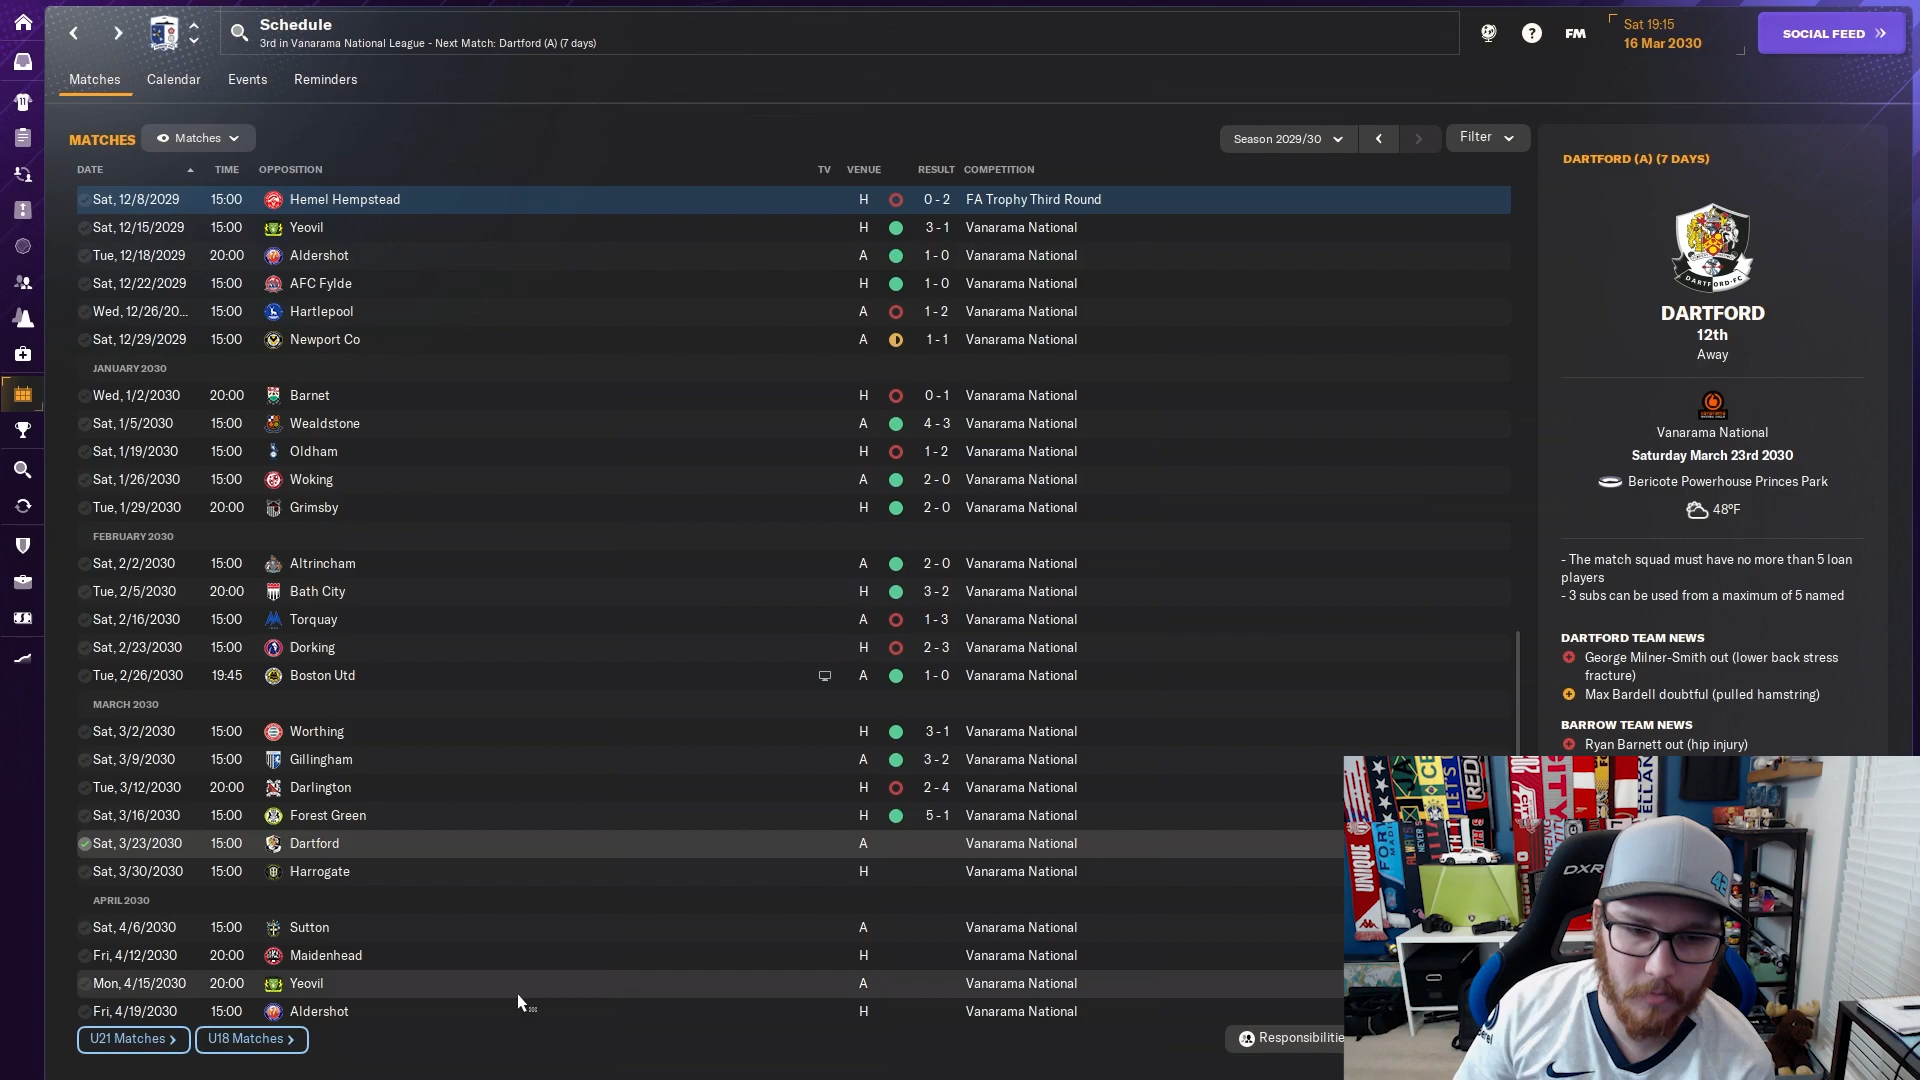 Schedule
3rd in Vanarama National League - Next Match: Dartford (A) (7 days)
FM
Sat 19:15
16 Mar 2030
SOCIAL FEED
Matches Calendar Events Reminders
MATCHES Matches
Season 2029/30 Filter
DATE TIME OPPOSITION TV VENUE RESULT COMPETITION
Sat, 12/8/2029 15:00 Hemel Hempstead H 0 - 2 FA Trophy Third Round
Sat, 12/15/2029 15:00 Yeovil H 3 - 1 Vanarama National
Tue, 12/18/2029 20:00 Aldershot A 1 - 0 Vanarama National
Sat, 12/22/2029 15:00 AFC Fylde H 1 - 0 Vanarama National
Wed, 12/26/20... 15:00 Hartlepool A 1 - 2 Vanarama National
Sat, 12/29/2029 15:00 Newport Co A 1 - 1 Vanarama National
JANUARY 2030
Wed, 1/2/2030 20:00 Barnet H 0 - 1 Vanarama National
Sat, 1/5/2030 15:00 Wealdstone A 4 - 3 Vanarama National
Sat, 1/19/2030 15:00 Oldham H 1 - 2 Vanarama National
Sat, 1/26/2030 15:00 Woking A 2 - 0 Vanarama National
Tue, 1/29/2030 20:00 Grimsby H 2 - 0 Vanarama National
FEBRUARY 2030
Sat, 2/2/2030 15:00 Altrincham A 2 - 0 Vanarama National
Tue, 2/5/2030 20:00 Bath City H 3 - 2 Vanarama National
Sat, 2/16/2030 15:00 Torquay A 1 - 3 Vanarama National
Sat, 2/23/2030 15:00 Dorking H 2 - 3 Vanarama National
Tue, 2/26/2030 19:45 Boston Utd A 1 - 0 Vanarama National
MARCH 2030
Sat, 3/2/2030 15:00 Worthing H 3 - 1 Vanarama National
Sat, 3/9/2030 15:00 Gillingham A 3 - 2 Vanarama National
Tue, 3/12/2030 20:00 Darlington H 2 - 4 Vanarama National
Sat, 3/16/2030 15:00 Forest Green H 5 - 1 Vanarama National
Sat, 3/23/2030 15:00 Dartford A Vanarama National
Sat, 3/30/2030 15:00 Harrogate H Vanarama National
APRIL 2030
Sat, 4/6/2030 15:00 Sutton A Vanarama National
Fri, 4/12/2030 20:00 Maidenhead H Vanarama National
Mon, 4/15/2030 20:00 Yeovil A Vanarama National
Fri, 4/19/2030 15:00 Aldershot H Vanarama National
U21 Matches U18 Matches
Responsibilitie
DARTFORD (A) (7 DAYS)
DARTFORD FC
DARTFORD
12th
Away
Vanarama National
Saturday March 23rd 2030
Bericote Powerhouse Princes Park
48°F
- The match squad must have no more than 5 loan
players
- 3 subs can be used from a maximum of 5 named
DARTFORD TEAM NEWS
George Milner-Smith out (lower back stress
fracture)
Max Bardell doubtful (pulled hamstring)
BARROW TEAM NEWS
Ryan Barnett out (hip injury)
UNIQUE
LET'S
RED
CITY
ALWAYS
NEVER
DXR